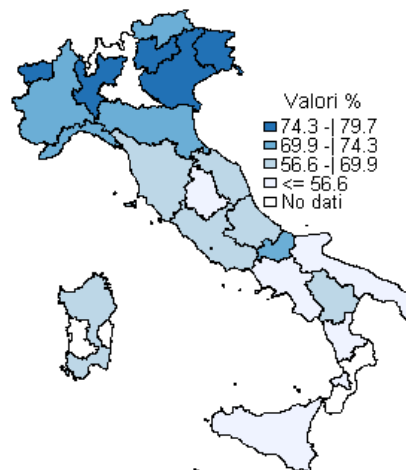 Valori %
74.3 -| 79.7
69.9 -| 74.3
56.6 -| 69.9
<= 56.6
No dati